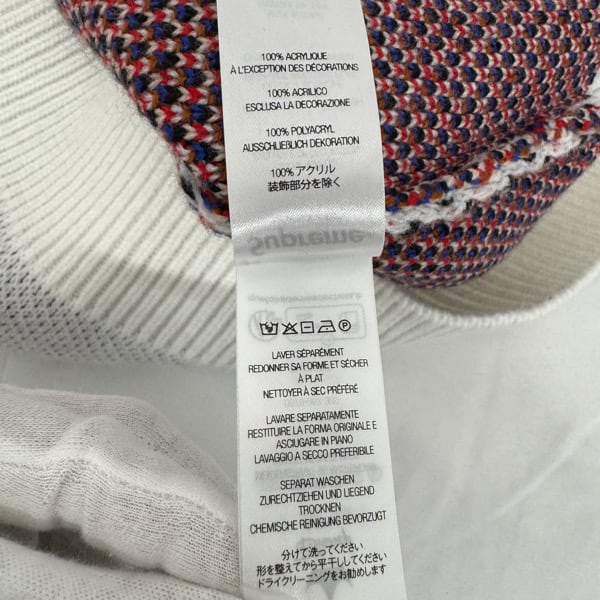 100% ACRYLIQUE
À L'EXCEPTION DES DÉCORATIONS
100% ACRILICO
ESCLUSA LA DECORAZIONE
100% POLYACRYL
AUSSCHLIEBLICH DEKORATION
100% アクリル
装飾部分を除く
Supreme
LAVER SÉPARÉMENT
REDONNER SA FORME ET SÉCHER
À PLAT
NETTOYER À SEC PRÉFÉRÉ
LAVARE SEPARATAMENTE
RESTITUIRE LA FORMA ORIGINALE E
ASCIUGARE IN PIANO
LAVAGGIO A SECCO PREFERIBILE
SEPARAT WASCHEN
ZURECHTZIEHEN UND LIEGEND
TROCKNEN
CHEMISCHE REINIGUNG BEVORZUGT
分けて洗ってください
形を整えてから平干ししてください
ドライクリーニングをお勧めします